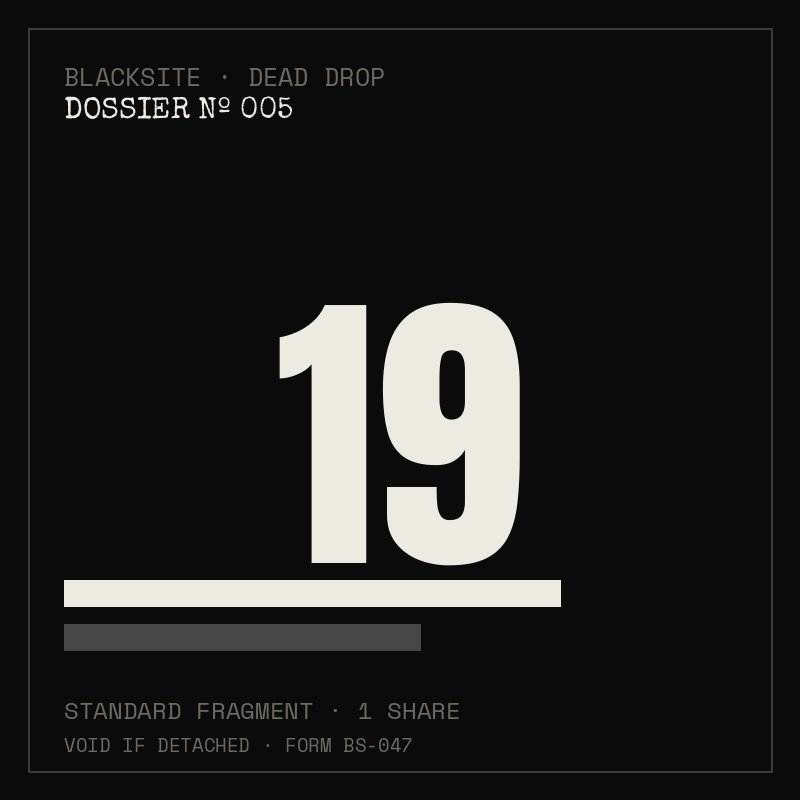 BLACKSITE · DEAD DROP
DOSSIER Nº 005
19
STANDARD FRAGMENT · 1 SHARE
VOID IF DETACHED · FORM BS-047